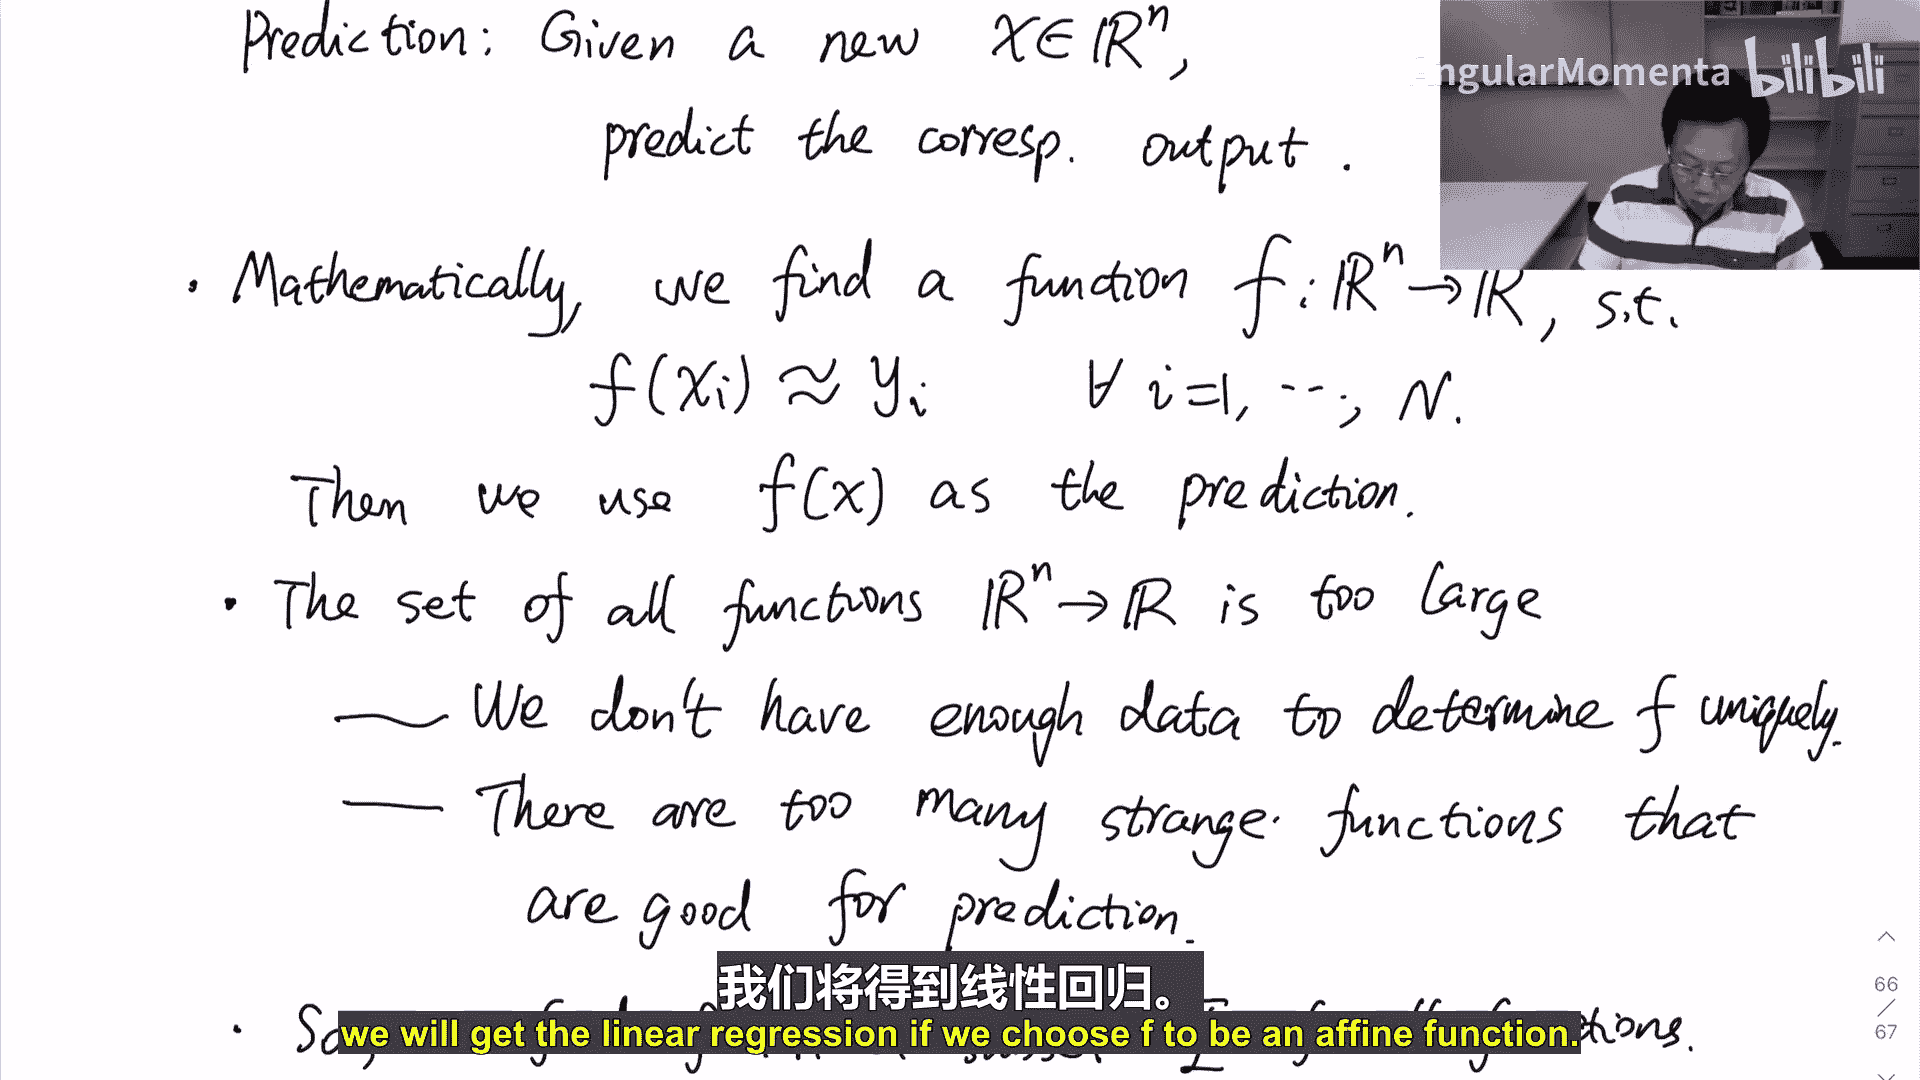 Prediction: Given a new x∈ℝⁿ,
predict the corresp. output.
ngularMomenta bilibili
• Mathematically, we find a function f: ℝⁿ→ℝ, s.t.
f(xᵢ) ≈ yᵢ ∀ i=1, ---, N.
Then we use f(x) as the prediction.
• The set of all functions ℝⁿ→ℝ is too large
— We don't have enough data to determine f uniquely.
— There are too many strange functions that
are good for prediction.
• So,
我们将得到线性回归。
we will get the linear regression if we choose f to be an affine function.
66
/
67